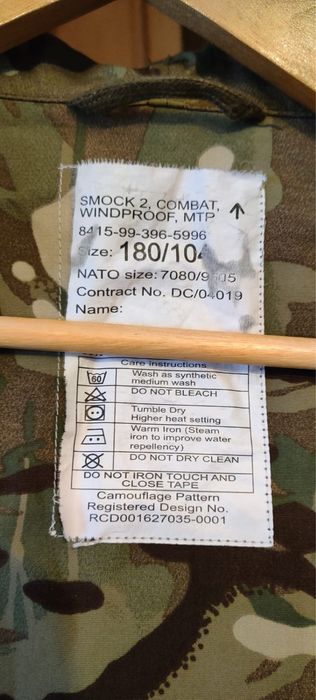 SMOCK 2, COMBAT,
WINDPROOF, MTP
8415-99-396-5996
Size: 180/104
NATO size: 7080/9
Contract No. DC/04019
Name:
Care instructions
60
Wash as synthetic
medium wash
DO NOT BLEACH
Tumble Dry
Higher heat setting
Warm Iron (Steam
iron to improve water
repellency)
DO NOT DRY CLEAN
DO NOT IRON TOUCH AND
CLOSE TAPE
Camouflage Pattern
Registered Design No.
RCD001627035-0001